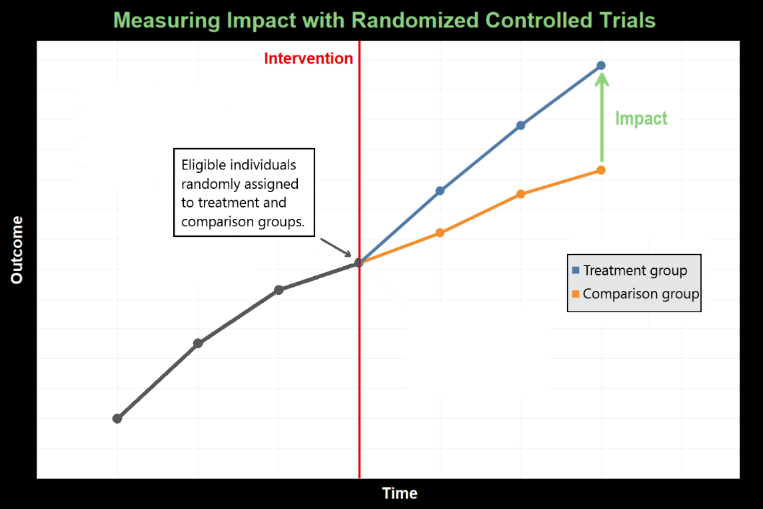 Measuring Impact with Randomized Controlled Trials
Intervention
Impact
Eligible individuals
randomly assigned
to treatment and
comparison groups.
Outcome
Treatment group
Comparison group
Time